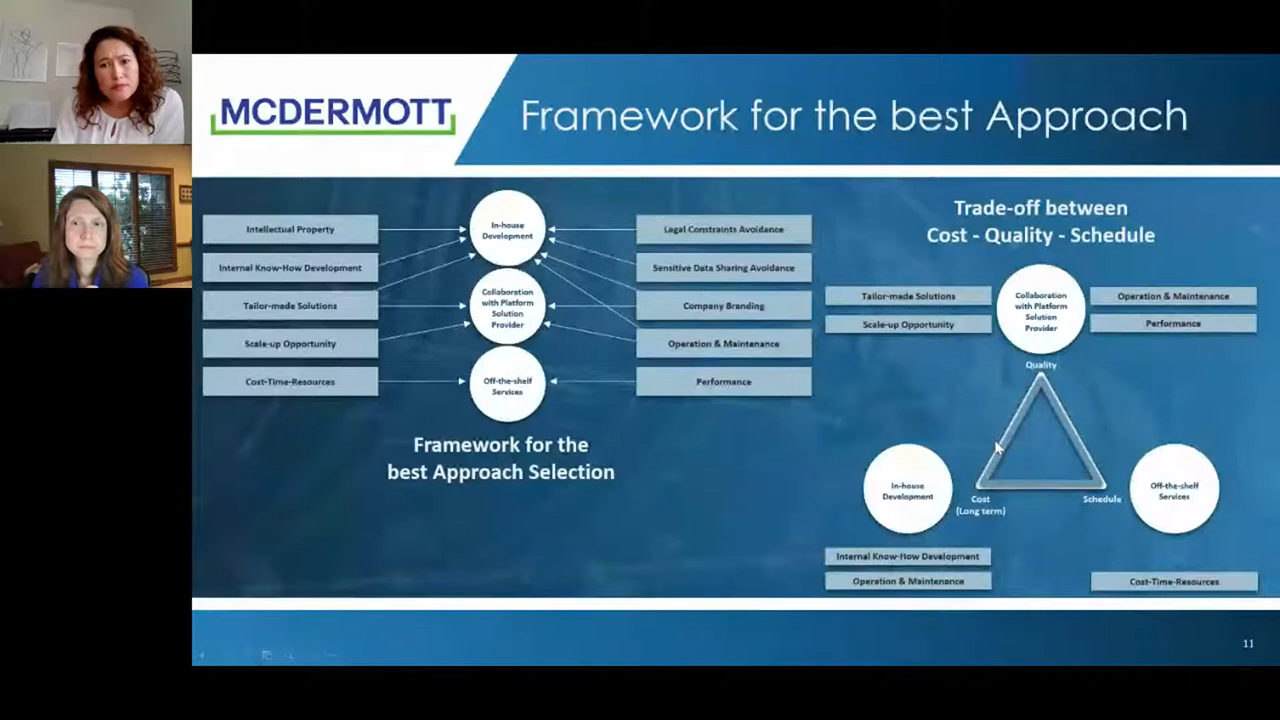 MCDERMOTT
Framework for the best Approach
Intellectual Property
Internal Know-How Development
Tailor-made Solutions
Scale-up Opportunity
Cost-Time-Resources
In-house
Development
Collaboration
with Platform
Solution
Provider
Off-the-shelf
Services
Legal Constraints Avoidance
Sensitive Data Sharing Avoidance
Company Branding
Operation & Maintenance
Performance
Framework for the
best Approach Selection
Trade-off between
Cost - Quality - Schedule
Tailor-made Solutions
Scale-up Opportunity
Collaboration
with Platform
Solution
Provider
Operation & Maintenance
Performance
Quality
In-house
Development
Cost
(Long term)
Schedule
Off-the-shelf
Services
Internal Know-How Development
Operation & Maintenance
Cost-Time-Resources
11